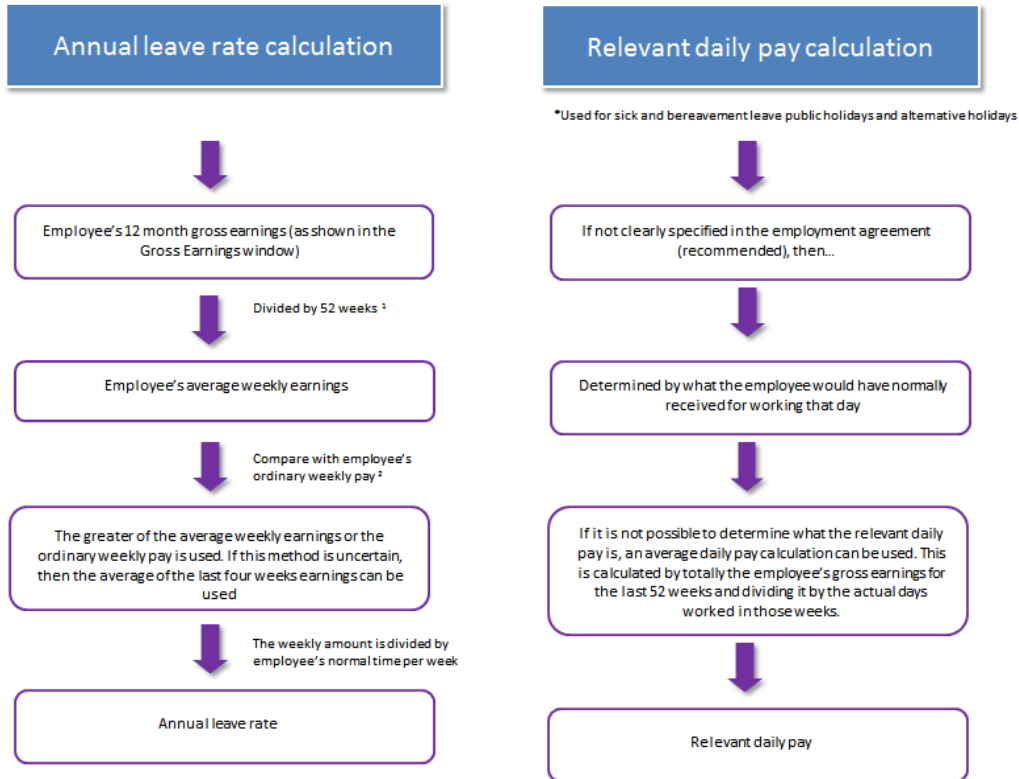 Annual leave rate calculation
Employee's 12 month gross earnings (as shown in the
Gross Earnings window)
Divided by 52 weeks ¹
Employee's average weekly earnings
Compare with employee's
ordinary weekly pay ²
The greater of the average weekly earnings or the
ordinary weekly pay is used. If this method is uncertain,
then the average of the last four weeks earnings can be
used
The weekly amount is divided by
employee's normal time per week
Annual leave rate
Relevant daily pay calculation
*Used for sick and bereavement leave public holidays and alternative holidays
If not clearly specified in the employment agreement
(recommended), then...
Determined by what the employee would have normally
received for working that day
If it is not possible to determine what the relevant daily
pay is, an average daily pay calculation can be used. This
is calculated by totally the employee's gross earnings for
the last 52 weeks and dividing it by the actual days
worked in those weeks.
Relevant daily pay